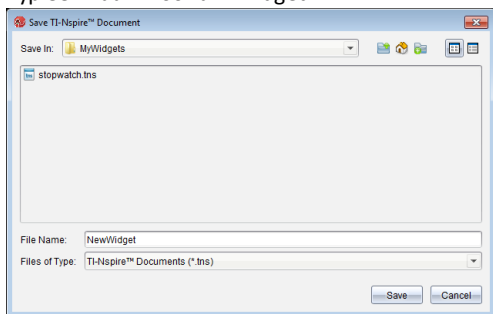 Save TI-Nspire™ Document
Save In: MyWidgets
stopwatch.tns
File Name: NewWidget
Files of Type: TI-Nspire™ Documents (*.tns)
Save Cancel